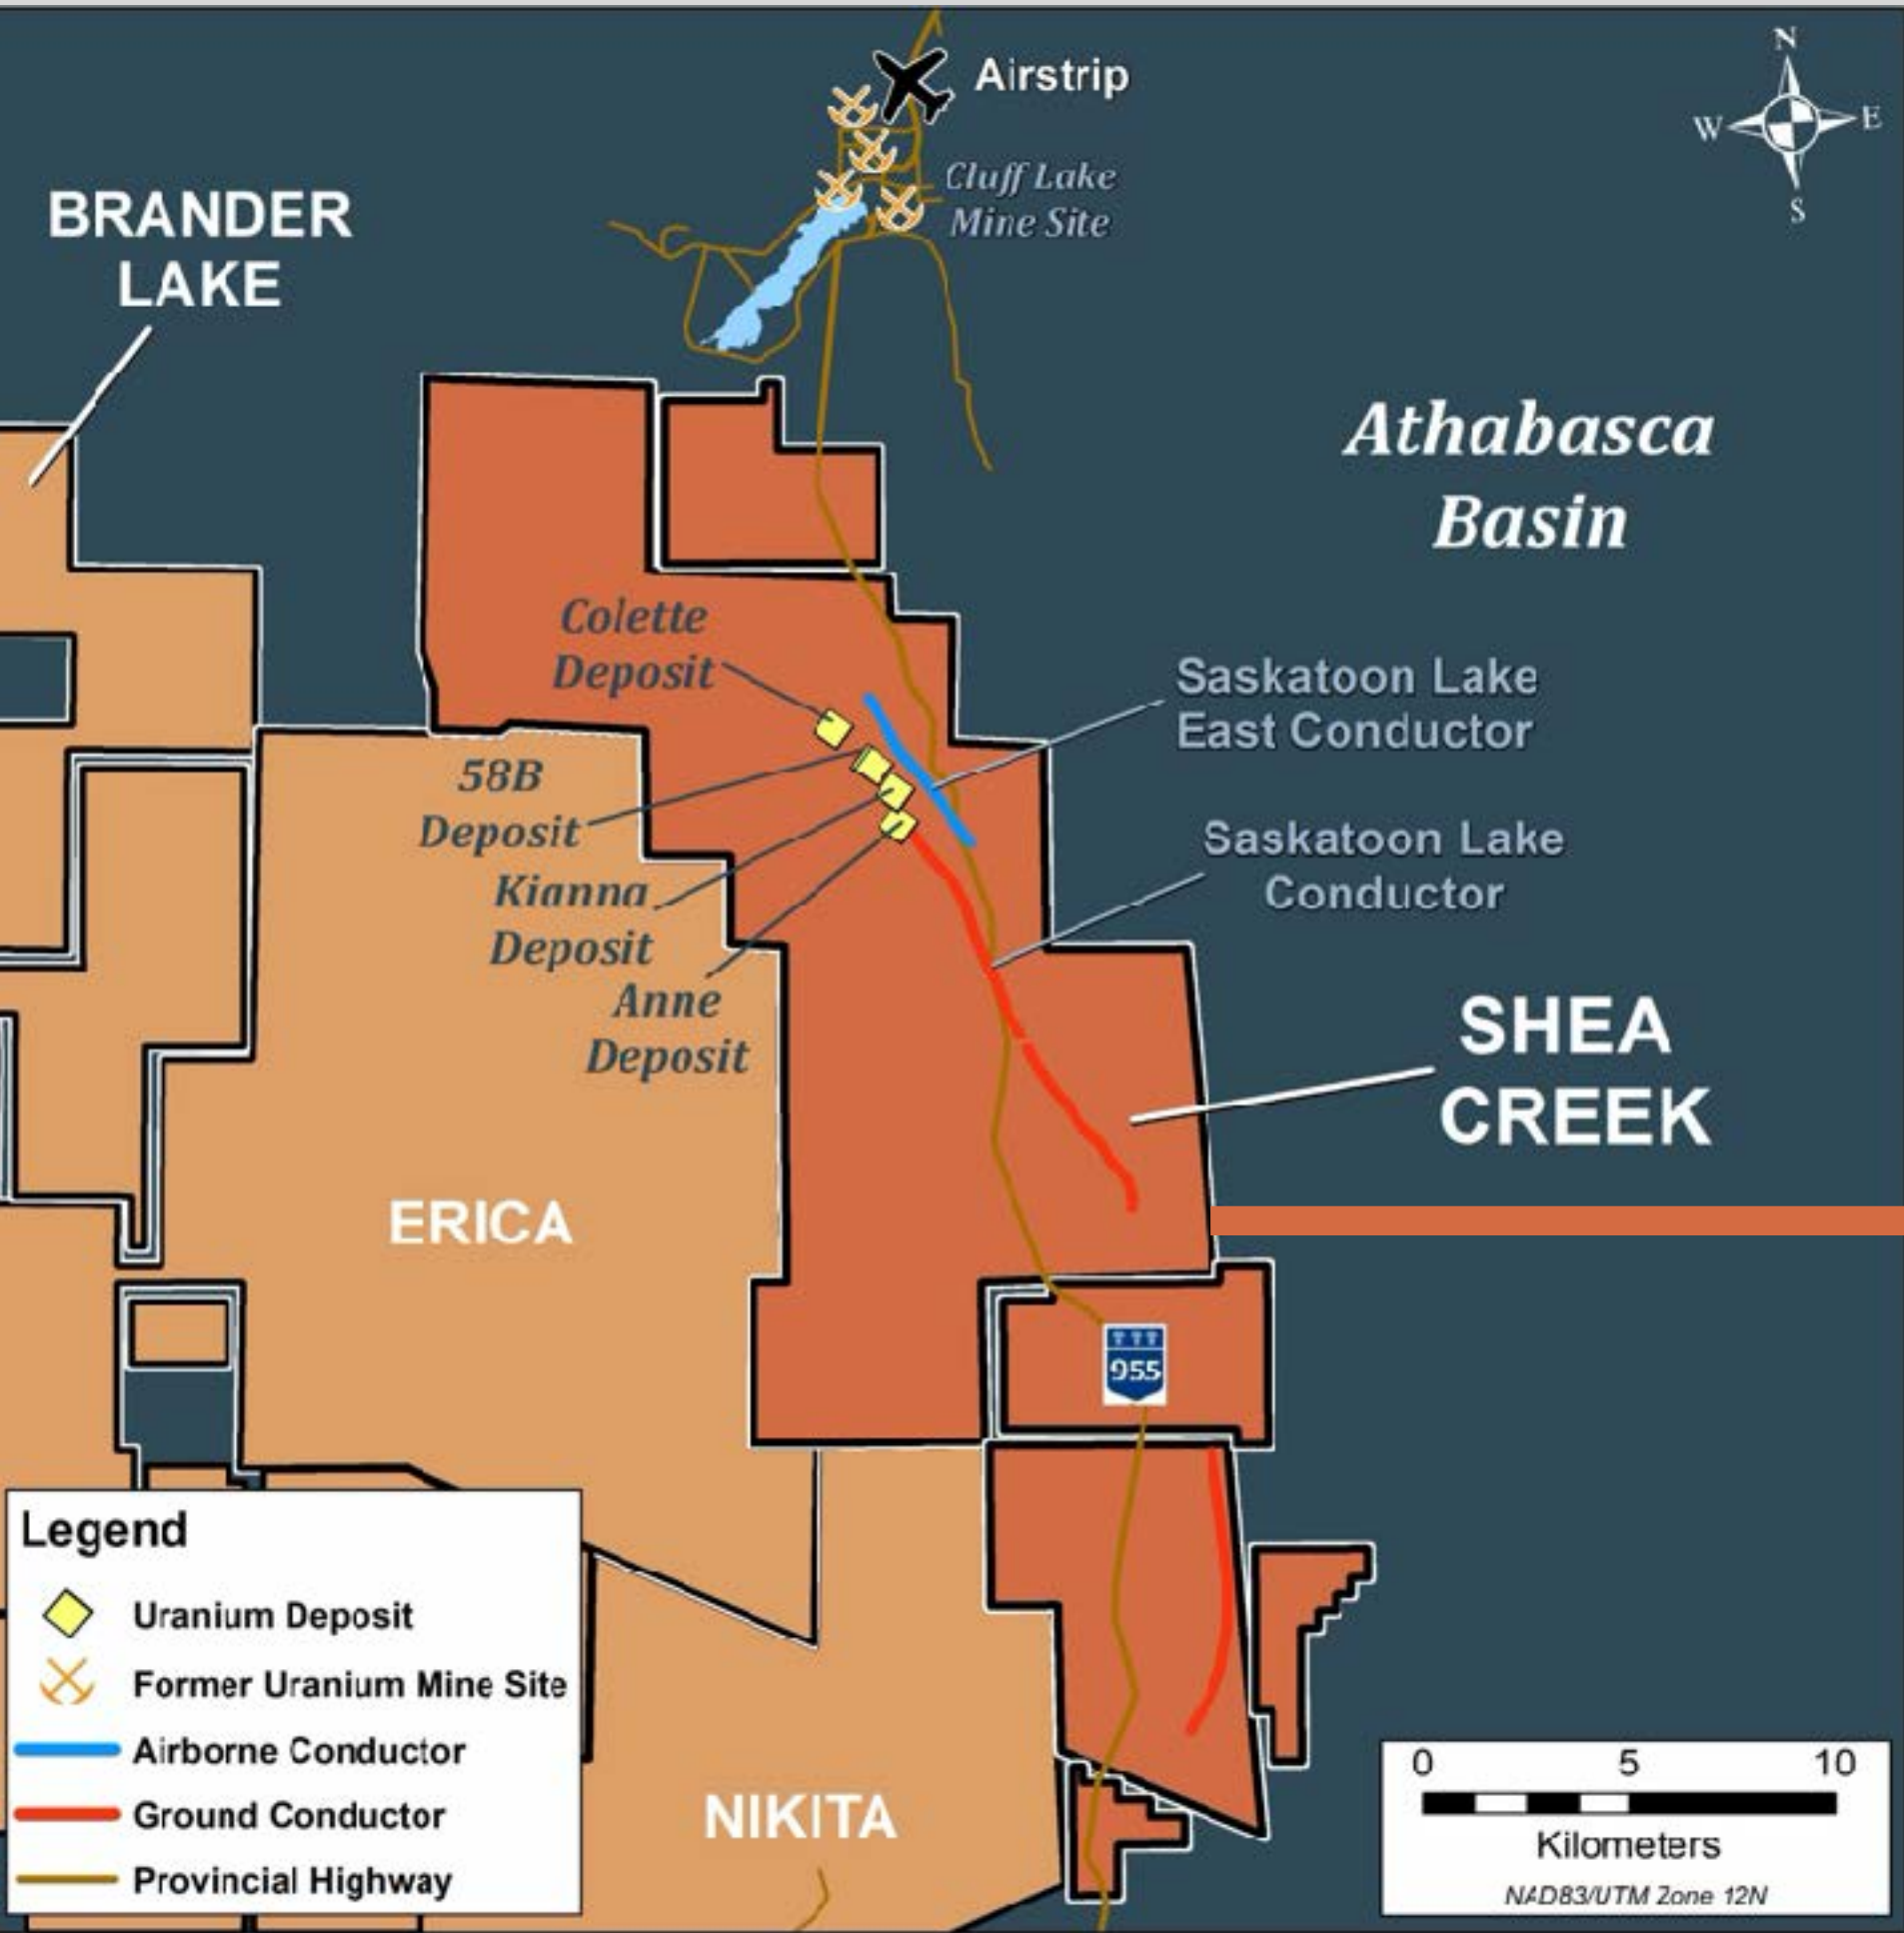 Airstrip
N
W
E
S
Cluff Lake
Mine Site
BRANDER
LAKE
Athabasca
Basin
Colette
Deposit
Saskatoon Lake
East Conductor
58B
Deposit
Saskatoon Lake
Conductor
Kianna
Deposit
Anne
Deposit
SHEA
CREEK
ERICA
955
Legend
Uranium Deposit
Former Uranium Mine Site
Airborne Conductor
Ground Conductor
Provincial Highway
NIKITA
0 5 10
Kilometers
NAD83/UTM Zone 12N